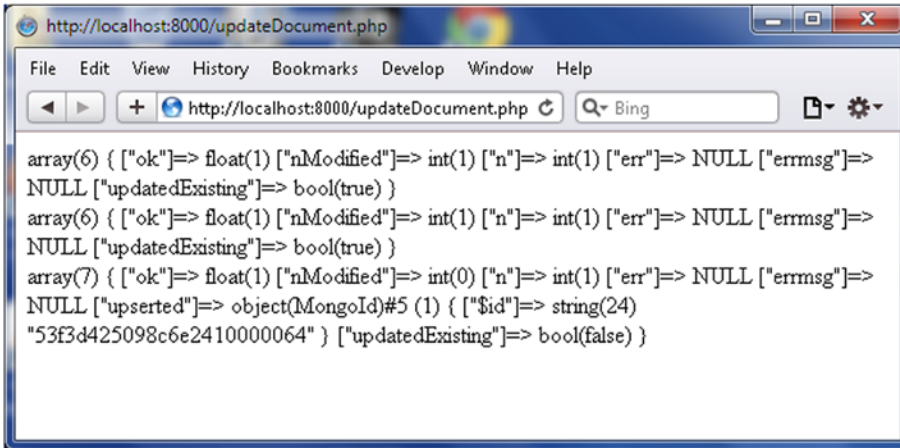 http://localhost:8000/updateDocument.php
File Edit View History Bookmarks Develop Window Help
http://localhost:8000/updateDocument.php Bing
array(6) { ["ok"]=> float(1) ["nModified"]=> int(1) ["n"]=> int(1) ["err"]=> NULL ["errmsg"]=>
NULL ["updatedExisting"]=> bool(true) }
array(6) { ["ok"]=> float(1) ["nModified"]=> int(1) ["n"]=> int(1) ["err"]=> NULL ["errmsg"]=>
NULL ["updatedExisting"]=> bool(true) }
array(7) { ["ok"]=> float(1) ["nModified"]=> int(0) ["n"]=> int(1) ["err"]=> NULL ["errmsg"]=>
NULL ["upserted"]=> object(MongoId)#5 (1) { ["$id"]=> string(24)
"53f3d425098c6e2410000064" } ["updatedExisting"]=> bool(false) }